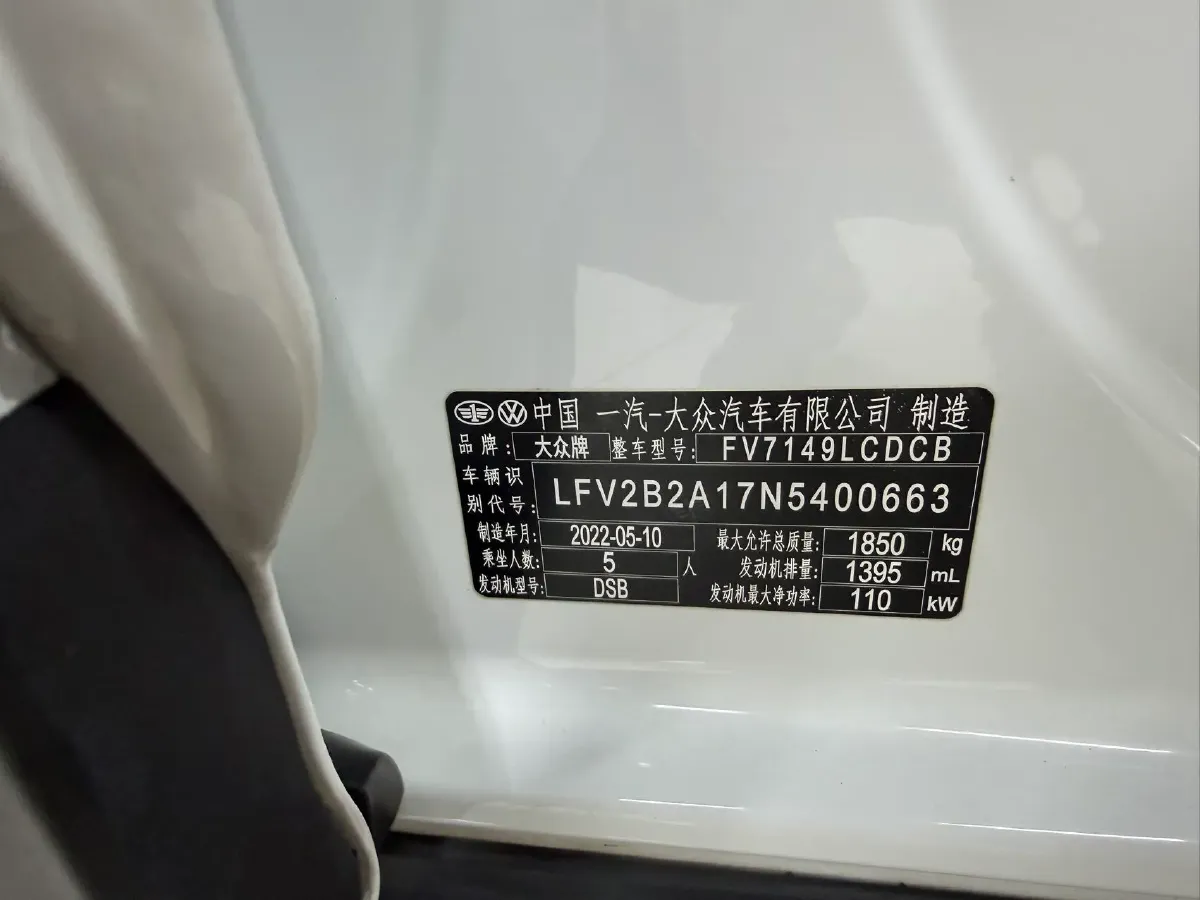 中国 一汽-大众汽车有限公司 制造
品牌: 大众牌 整车型号: FV7149LCDCB
车辆识别代号: LFV2B2A17N5400663
制造年月: 2022-05-10 最大允许总质量: 1850 kg
乘坐人数: 5 人 发动机排量: 1395 mL
发动机型号: DSB 发动机最大净功率: 110 kW